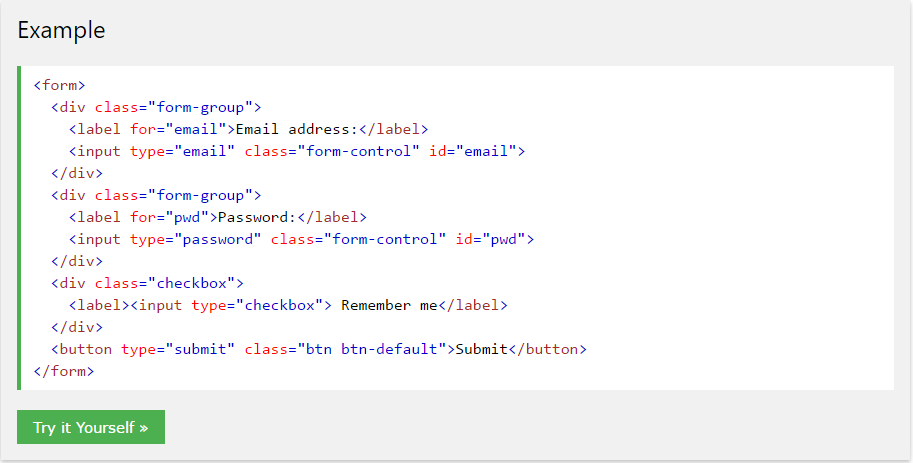 Example
<form>
  <div class="form-group">
    <label for="email">Email address:</label>
    <input type="email" class="form-control" id="email">
  </div>
  <div class="form-group">
    <label for="pwd">Password:</label>
    <input type="password" class="form-control" id="pwd">
  </div>
  <div class="checkbox">
    <label><input type="checkbox"> Remember me</label>
  </div>
  <button type="submit" class="btn btn-default">Submit</button>
</form>
Try it Yourself »